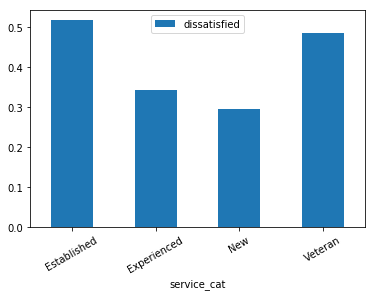 dissatisfied
0.5
0.4
0.3
0.2
0.1
0.0
Established
Experienced
New
Veteran
service_cat